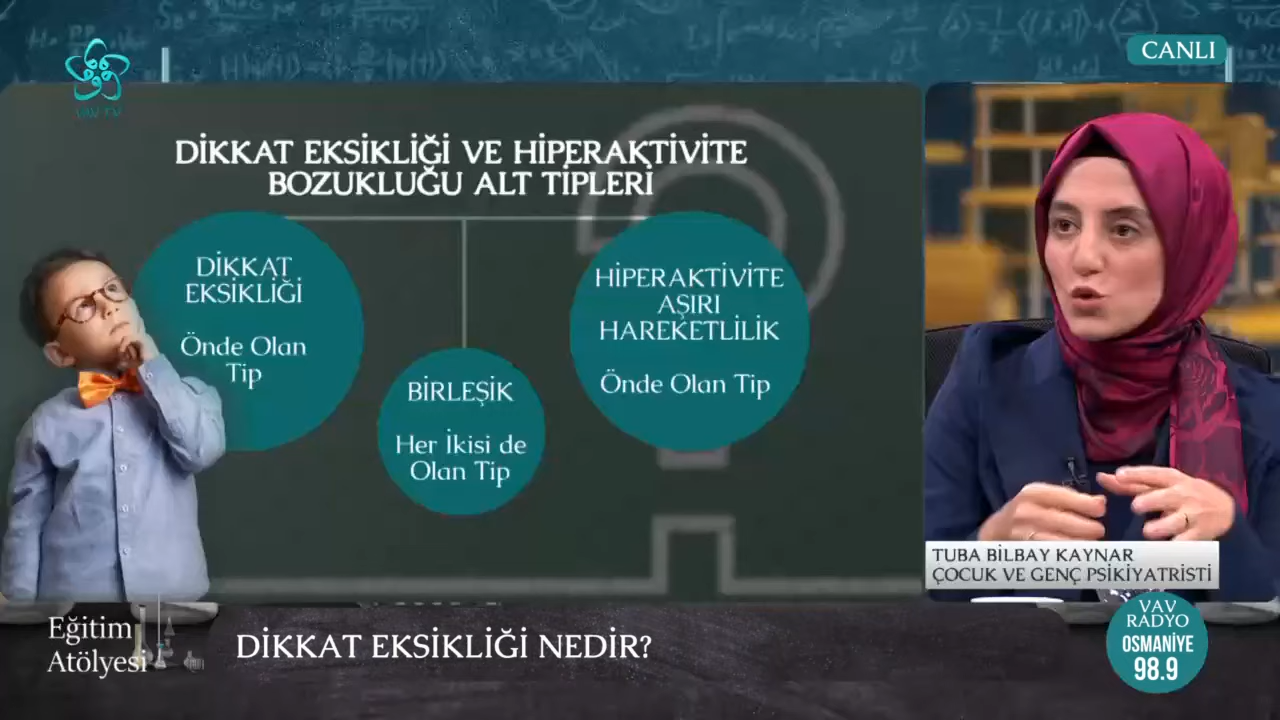 CANLI
VAV TV
DİKKAT EKSİKLİĞİ VE HİPERAKTİVİTE
BOZUKLUĞU ALT TİPLERİ
DİKKAT
EKSİKLİĞİ
Önde Olan
Tip
BİRLEŞİK
Her İkisi de
Olan Tip
HİPERAKTİVİTE
AŞIRI
HAREKETLİLİK
Önde Olan Tip
TUBA BİLBAY KAYNAR
ÇOCUK VE GENÇ PSİKİYATRİSTİ
Eğitim
Atölyesi
DİKKAT EKSİKLİĞİ NEDİR?
VAV
RADYO
OSMANİYE
98.9